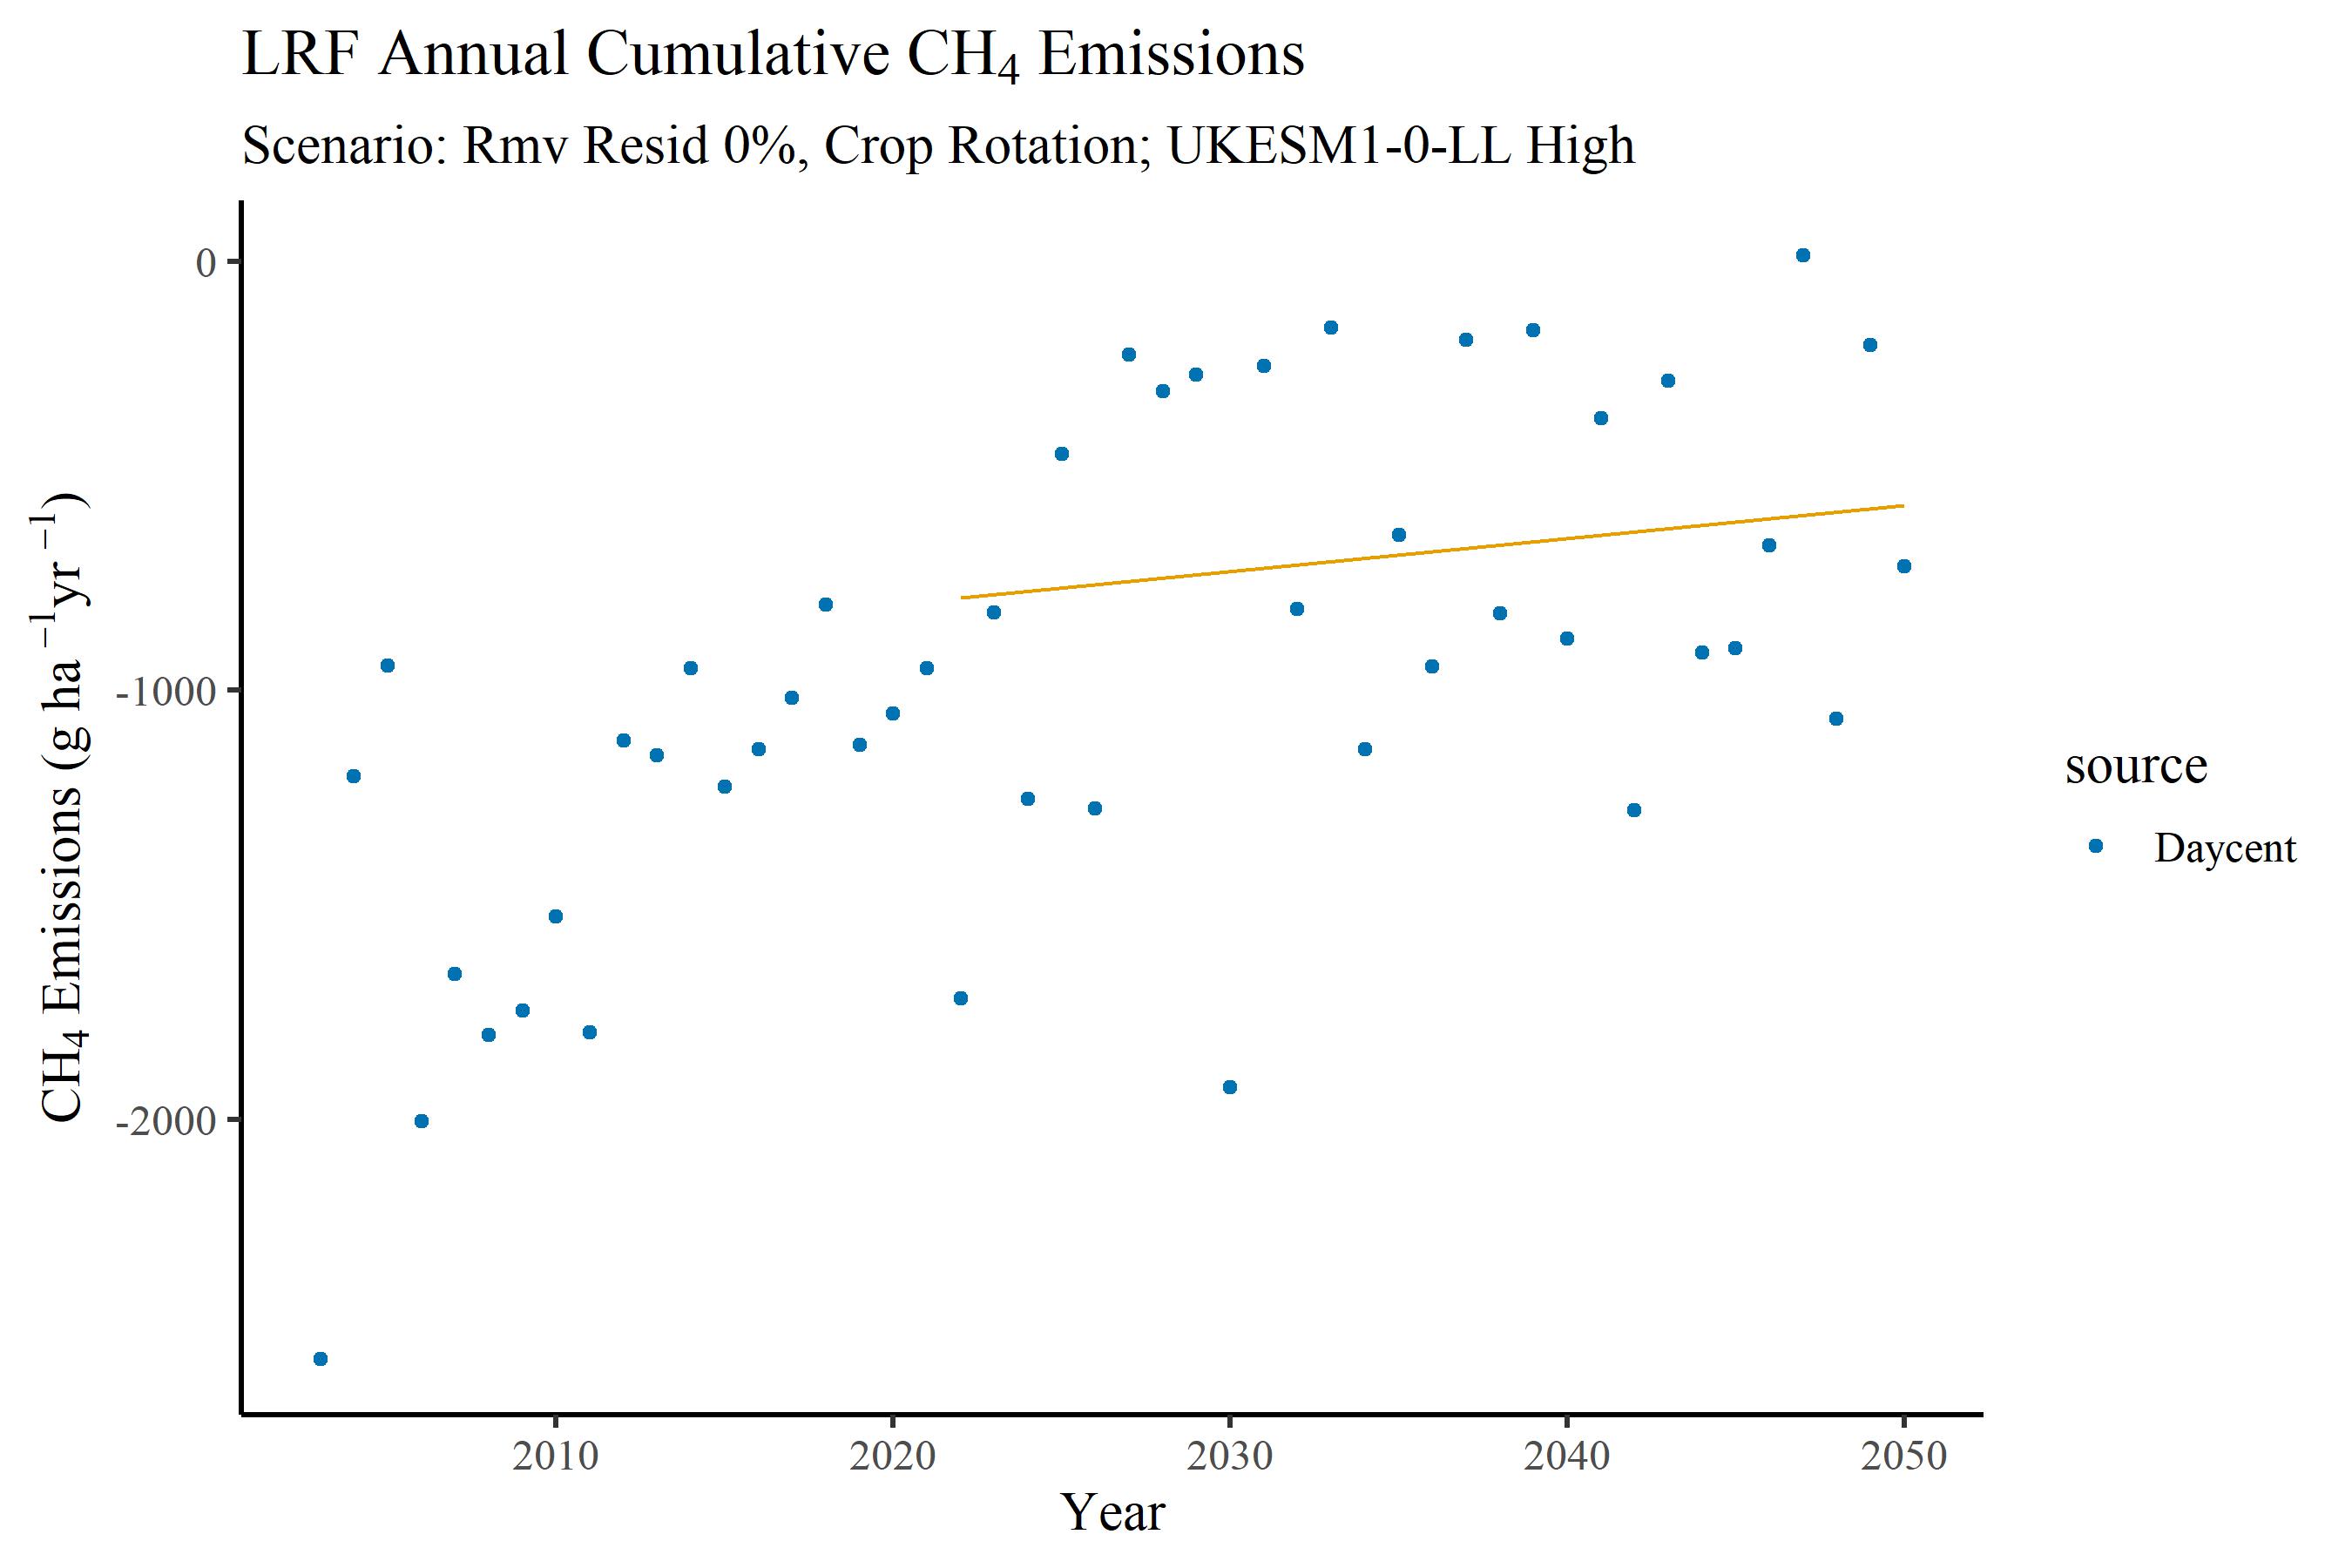 LRF Annual Cumulative CH₄ Emissions
Scenario: Rmv Resid 0%, Crop Rotation; UKESM1-0-LL High
CH₄ Emissions (g ha ⁻¹yr ⁻¹)
0
-1000
-2000
2010 2020 2030 2040 2050
Year
source
Daycent